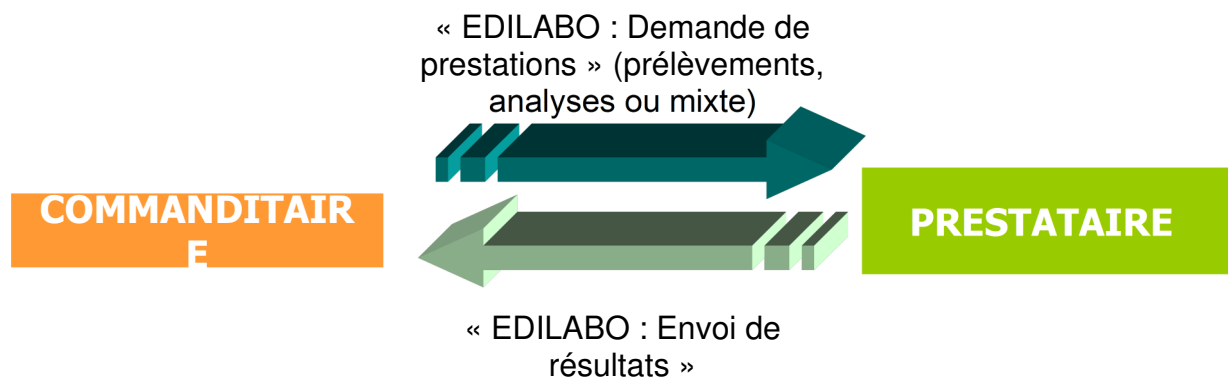 « EDILABO : Demande de
prestations » (prélèvements,
analyses ou mixte)
COMMANDITAIR
E
PRESTATAIRE
« EDILABO : Envoi de
résultats »